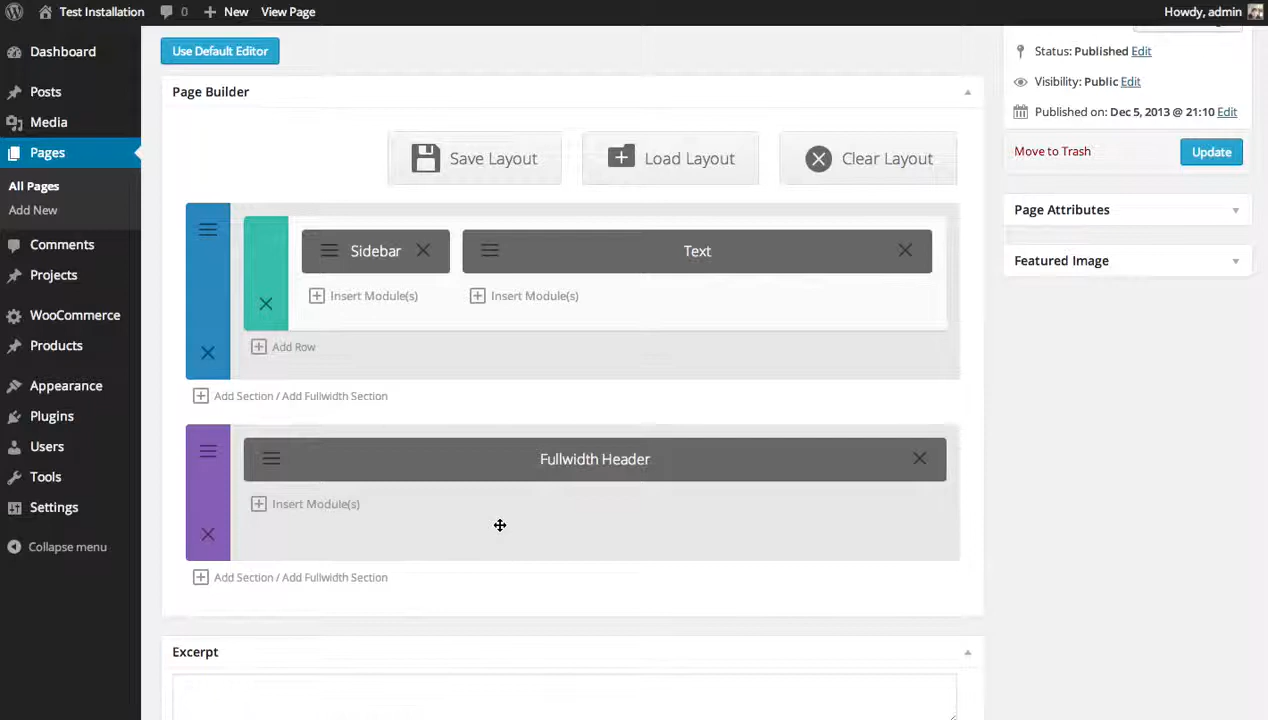 Test Installation 0 New View Page Howdy, admin
Dashboard
Posts
Media
Pages
All Pages
Add New
Comments
Projects
WooCommerce
Products
Appearance
Plugins
Users
Tools
Settings
Collapse menu
Use Default Editor
Page Builder
Save Layout Load Layout Clear Layout
Sidebar Text
Insert Module(s) Insert Module(s)
Add Row
Add Section / Add Fullwidth Section
Fullwidth Header
Insert Module(s)
Add Section / Add Fullwidth Section
Excerpt
Status: Published Edit
Visibility: Public Edit
Published on: Dec 5, 2013 @ 21:10 Edit
Move to Trash Update
Page Attributes
Featured Image